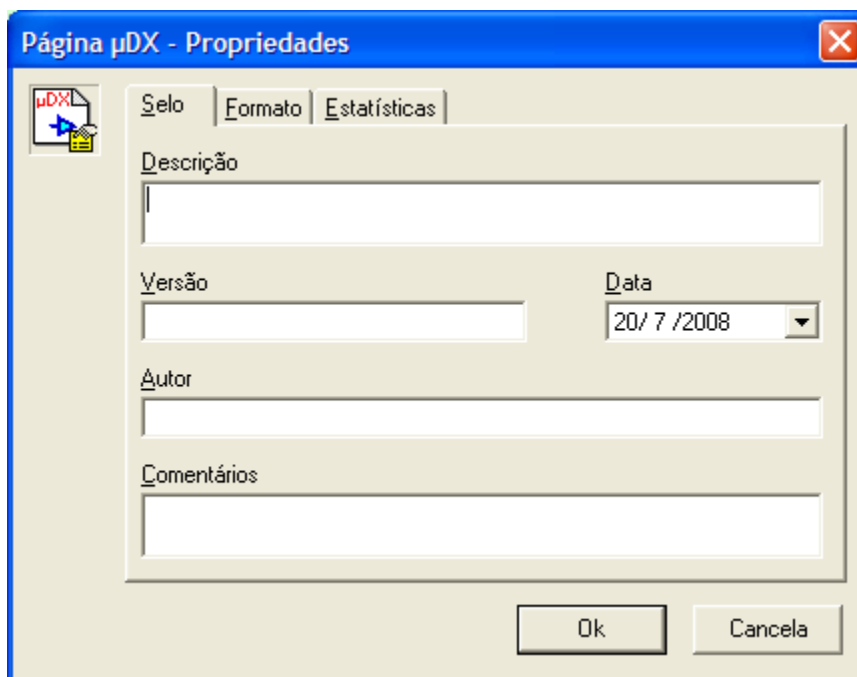 Página µDX - Propriedades
µDX
Selo Formato Estatísticas
Descrição
Versão Data
20/ 7 /2008
Autor
Comentários
Ok Cancela